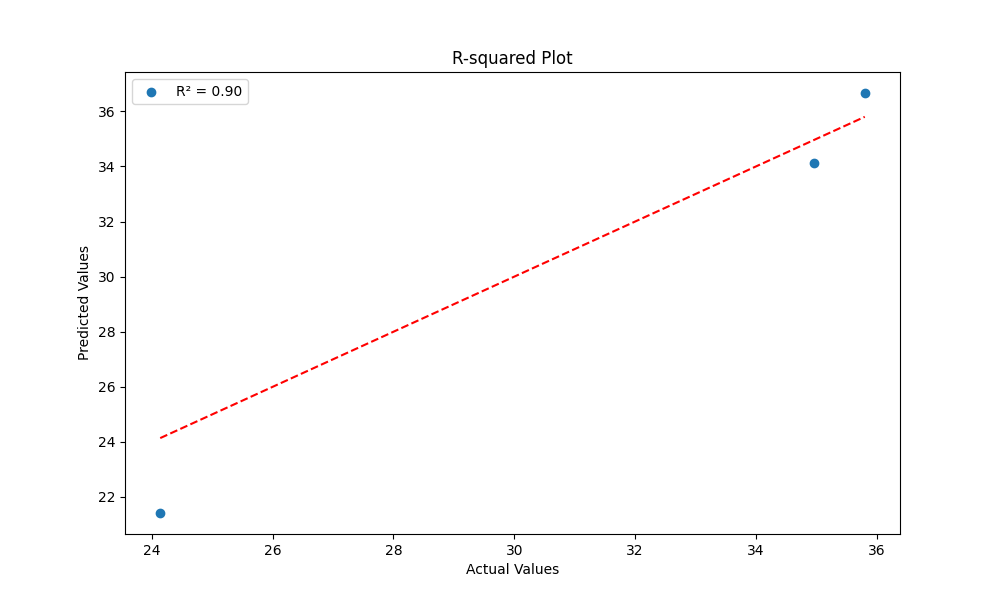 R-squared Plot
R² = 0.90
36
34
32
30
28
26
24
22
Predicted Values
24 26 28 30 32 34 36
Actual Values